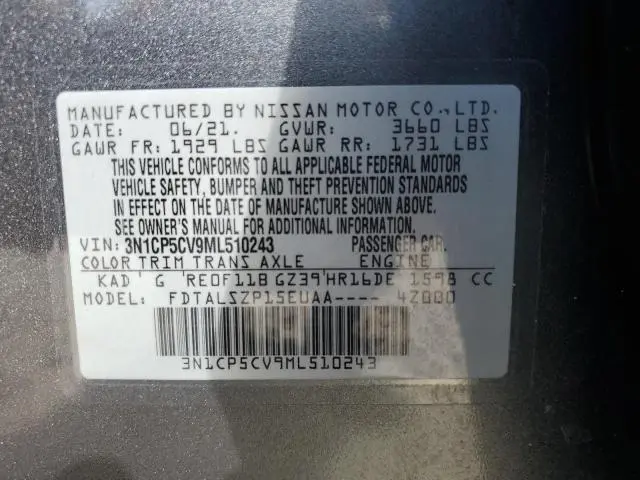 MANUFACTURED BY NISSAN MOTOR CO., LTD.
DATE: 06/21. GVWR: 3660 LBS
GAWR FR: 1929 LBS GAWR RR: 1731 LBS
THIS VEHICLE CONFORMS TO ALL APPLICABLE FEDERAL MOTOR
VEHICLE SAFETY, BUMPER AND THEFT PREVENTION STANDARDS
IN EFFECT ON THE DATE OF MANUFACTURE SHOWN ABOVE.
SEE OWNER'S MANUAL FOR ADDITIONAL INFORMATION.
VIN: 3N1CP5CV9ML510243 PASSENGER CAR.
COLOR TRIM TRANS AXLE ENGINE
KAD G RE0F11B GZ39 HR16DE 1598 CC
MODEL: FDTALSZP15EUAA---- 4Z000
3N1CP5CV9ML510243